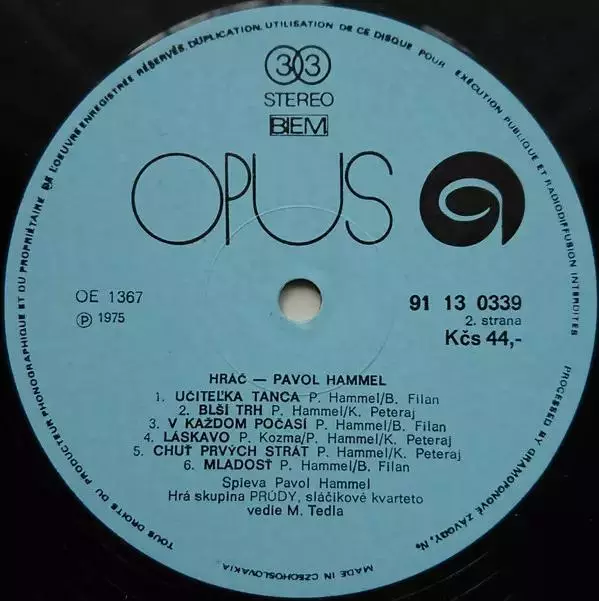 TOUS DROITS DU PRODUCTEUR PHONOGRAPHIQUE ET DU PROPRIÉTAIRE DE L'OEUVRE ENREGISTRÉE RÉSERVÉS. DUPLICATION, UTILISATION DE CE DISQUE POUR EXÉCUTION PUBLIQUE ET RADIODIFFUSION INTERDITES
33
STEREO
BIEM
OPUS
OE 1367
℗ 1975
91 13 0339
2. strana
Kčs 44,-
HRÁČ — PAVOL HAMMEL
1. UČITEĽKA TANCA P. Hammel/B. Filan
2. BLŠÍ TRH P. Hammel/K. Peteraj
3. V KAŽDOM POČASÍ P. Hammel/B. Filan
4. LÁSKAVO P. Kozma/P. Hammel/K. Peteraj
5. CHUŤ PRVÝCH STRÁT P. Hammel/K. Peteraj
6. MLADOSŤ P. Hammel/B. Filan
Spieva Pavol Hammel
Hrá skupina PRÚDY, sláčikové kvarteto
vedie M. Tedla
PROCESSED BY GRAMOFONOVÉ ZÁVODY, N.
MADE IN CZECHOSLOVAKIA